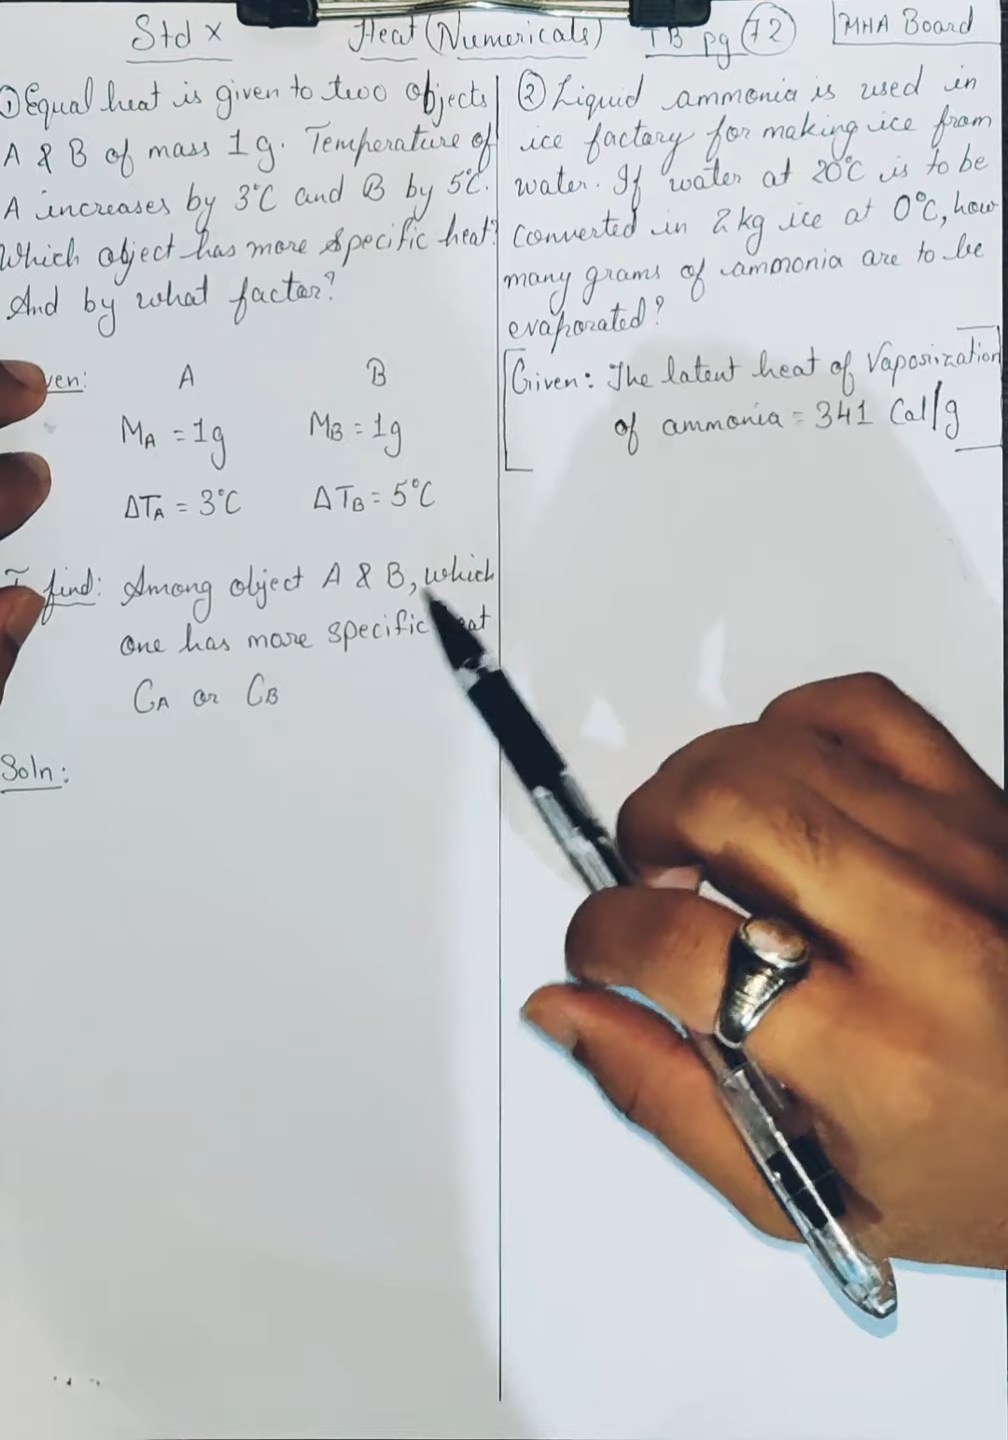 Std X Heat (Numericals) TB pg 72 MHA Board
① Equal heat is given to two objects
A & B of mass 1g. Temperature of
A increases by 3°C and B by 5°C.
Which object has more specific heat?
And by what factor?
ven: A B
MA = 1g MB = 1g
ΔTA = 3°C ΔTB = 5°C
find: Among object A & B, which
one has more specific
CA or CB
Soln:
② Liquid ammonia is used in
ice factory for making ice from
water. If water at 20°C is to be
converted in 2 kg ice at 0°C, how
many grams of ammonia are to be
evaporated?
[Given: The latent heat of Vaporization
of ammonia = 341 Cal/g]